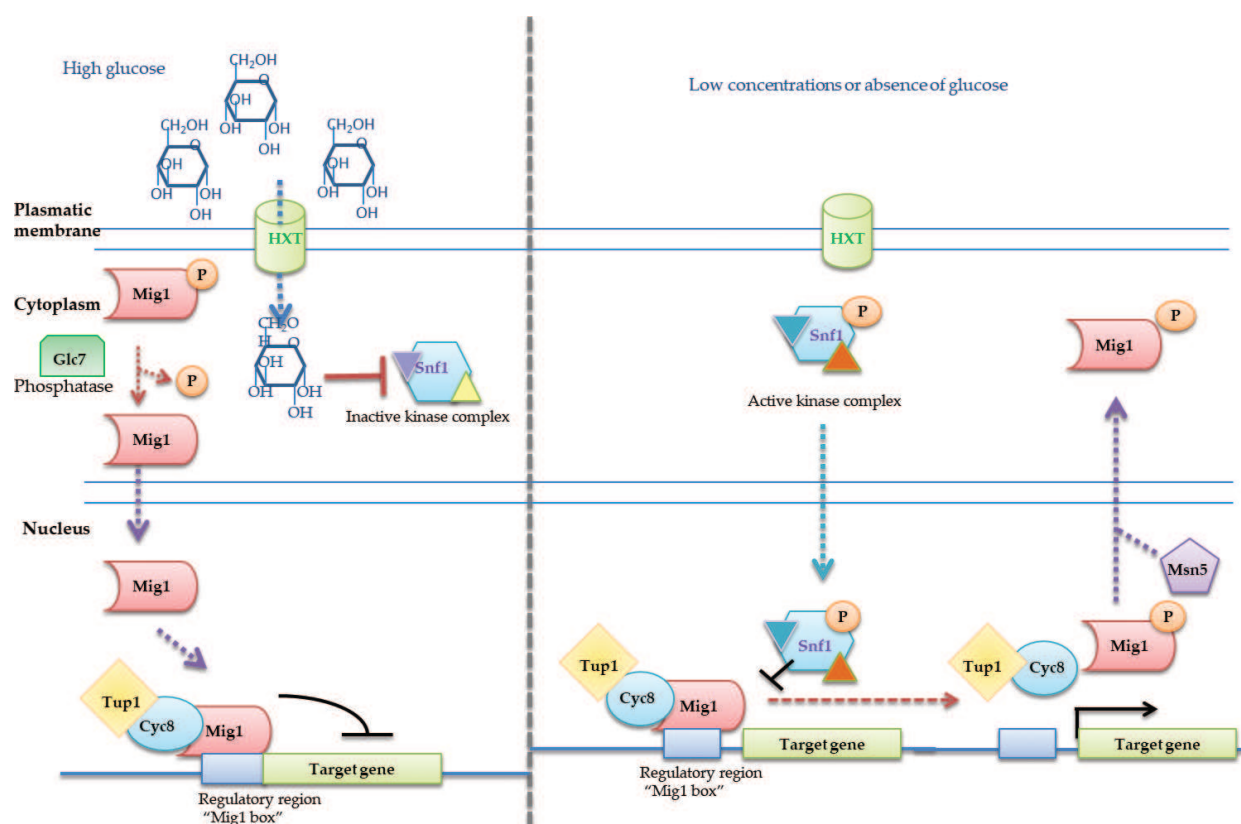 High glucose
CH₂OH
O
OH
OH
OH
OH
CH₂OH
O
OH
OH
OH
OH
CH₂OH
O
OH
OH
OH
OH
Plasmatic
membrane
HXT
Mig1
P
Cytoplasm
Glc7
Phosphatase
P
Mig1
CH₂O
H
O
OH
OH
OH
OH
Snf1
Inactive kinase complex
Nucleus
Mig1
Tup1
Cyc8
Mig1
Target gene
Regulatory region
“Mig1 box”
Low concentrations or absence of glucose
HXT
Snf1
P
Active kinase complex
Mig1
P
Msn5
Snf1
P
Tup1
Cyc8
Mig1
Tup1
Cyc8
Mig1
P
Target gene
Target gene
Regulatory region
“Mig1 box”